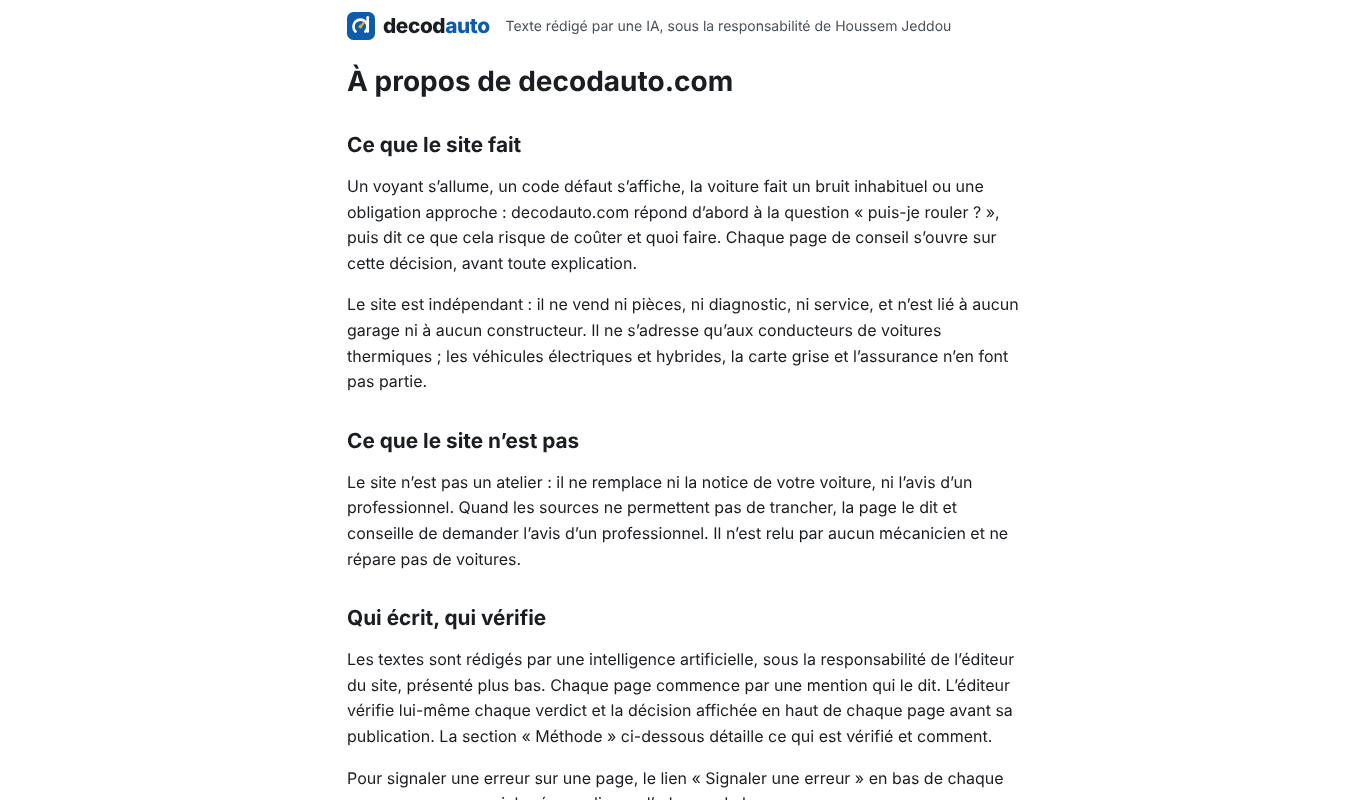 decodauto Texte rédigé par une IA, sous la responsabilité de Houssem Jeddou
À propos de decodauto.com
Ce que le site fait
Un voyant s’allume, un code défaut s’affiche, la voiture fait un bruit inhabituel ou une
obligation approche : decodauto.com répond d’abord à la question « puis-je rouler ? »,
puis dit ce que cela risque de coûter et quoi faire. Chaque page de conseil s’ouvre sur
cette décision, avant toute explication.
Le site est indépendant : il ne vend ni pièces, ni diagnostic, ni service, et n’est lié à aucun
garage ni à aucun constructeur. Il ne s’adresse qu’aux conducteurs de voitures
thermiques ; les véhicules électriques et hybrides, la carte grise et l’assurance n’en font
pas partie.
Ce que le site n’est pas
Le site n’est pas un atelier : il ne remplace ni la notice de votre voiture, ni l’avis d’un
professionnel. Quand les sources ne permettent pas de trancher, la page le dit et
conseille de demander l’avis d’un professionnel. Il n’est relu par aucun mécanicien et ne
répare pas de voitures.
Qui écrit, qui vérifie
Les textes sont rédigés par une intelligence artificielle, sous la responsabilité de l’éditeur
du site, présenté plus bas. Chaque page commence par une mention qui le dit. L’éditeur
vérifie lui-même chaque verdict et la décision affichée en haut de chaque page avant sa
publication. La section « Méthode » ci-dessous détaille ce qui est vérifié et comment.
Pour signaler une erreur sur une page, le lien « Signaler une erreur » en bas de chaque